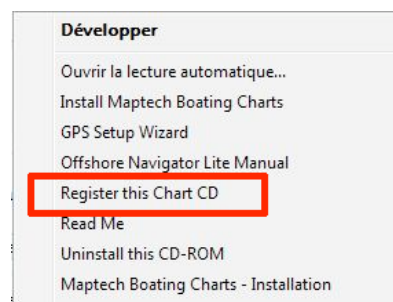 Développer
Ouvrir la lecture automatique...
Install Maptech Boating Charts
GPS Setup Wizard
Offshore Navigator Lite Manual
Register this Chart CD
Read Me
Uninstall this CD-ROM
Maptech Boating Charts - Installation